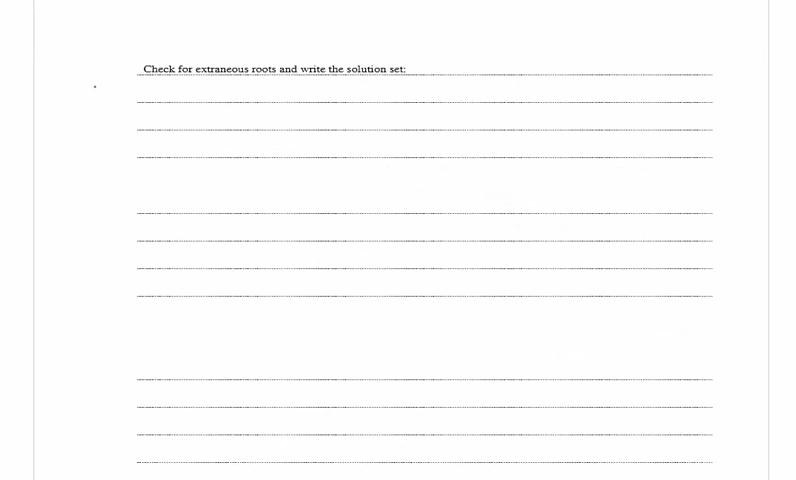 Check for extraneous roots and write the solution set: